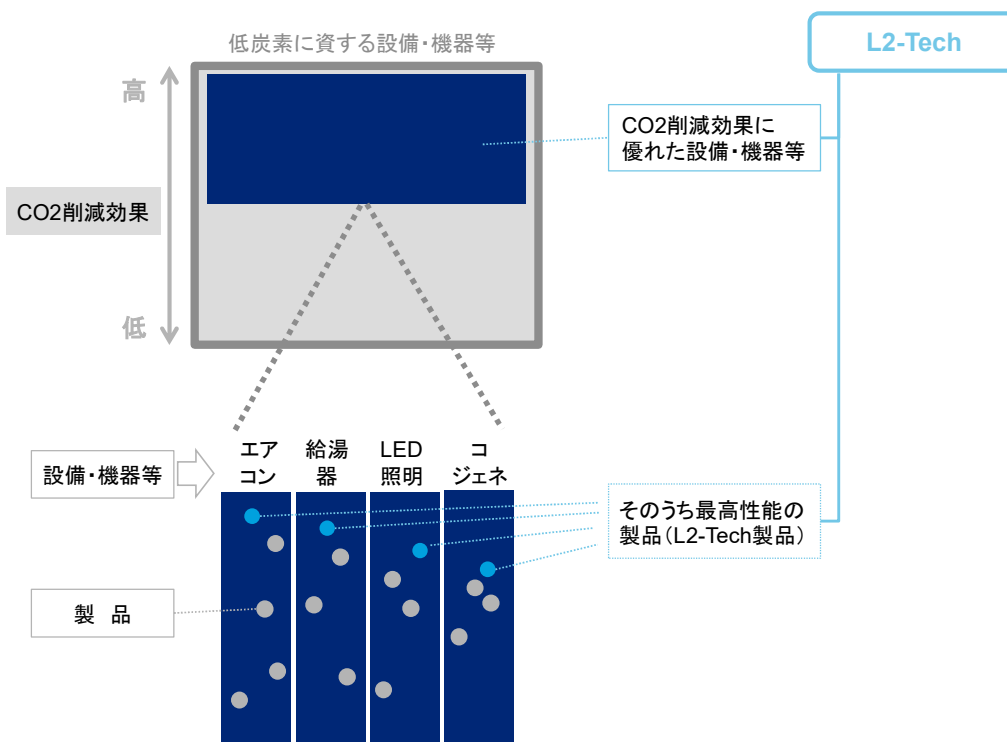 低炭素に資する設備・機器等
L2-Tech
高
CO2削減効果に
優れた設備・機器等
CO2削減効果
低
エア
コン
給湯
器
LED
照明
コ
ジェネ
設備・機器等
そのうち最高性能の
製品（L2-Tech製品）
製 品